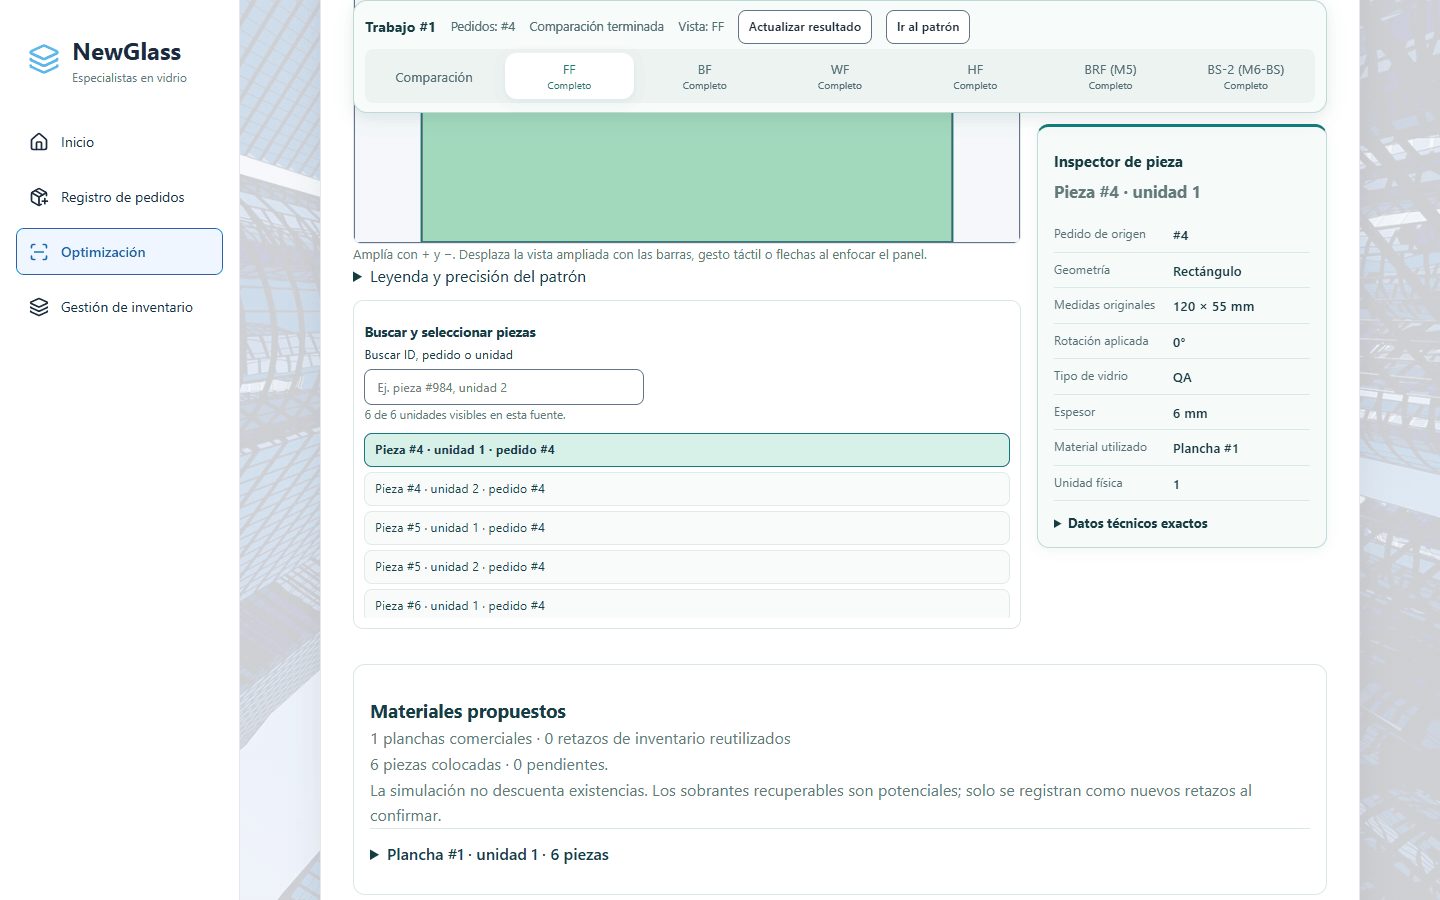 NewGlass
Especialistas en vidrio
Inicio
Registro de pedidos
Optimización
Gestión de inventario
Trabajo #1
Pedidos: #4
Comparación terminada
Vista: FF
Actualizar resultado
Ir al patrón
Comparación
FF
Completo
BF
Completo
WF
Completo
HF
Completo
BRF (M5)
Completo
BS-2 (M6-BS)
Completo
Amplía con + y −. Desplaza la vista ampliada con las barras, gesto táctil o flechas al enfocar el panel.
Leyenda y precisión del patrón
Buscar y seleccionar piezas
Buscar ID, pedido o unidad
Ej. pieza #984, unidad 2
6 de 6 unidades visibles en esta fuente.
Pieza #4 · unidad 1 · pedido #4
Pieza #4 · unidad 2 · pedido #4
Pieza #5 · unidad 1 · pedido #4
Pieza #5 · unidad 2 · pedido #4
Pieza #6 · unidad 1 · pedido #4
Inspector de pieza
Pieza #4 · unidad 1
Pedido de origen #4
Geometría Rectángulo
Medidas originales 120 × 55 mm
Rotación aplicada 0°
Tipo de vidrio QA
Espesor 6 mm
Material utilizado Plancha #1
Unidad física 1
Datos técnicos exactos
Materiales propuestos
1 planchas comerciales · 0 retazos de inventario reutilizados
6 piezas colocadas · 0 pendientes.
La simulación no descuenta existencias. Los sobrantes recuperables son potenciales; solo se registran como nuevos retazos al
confirmar.
Plancha #1 · unidad 1 · 6 piezas